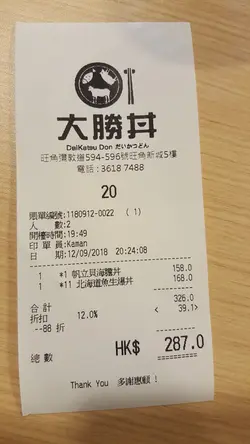 大勝丼
DaiKatsu Don だいかつどん
旺角彌敦道594-596號旺角新城5樓
電話：3618 7488
20
賬單編號:1180912-0022 ( 1)
人 數:2
開檯時間:19:49
印 單 員:Kaman
日 期:12/09/2018 20:24:08
1 *1 帆立貝海膽丼 158.0
1 *11 北海道魚生爆丼 168.0
合計 326.0
折扣 12.0% < 39.1>
--88 折
總 數 HK$ 287.0
Thank You 多謝惠顧！